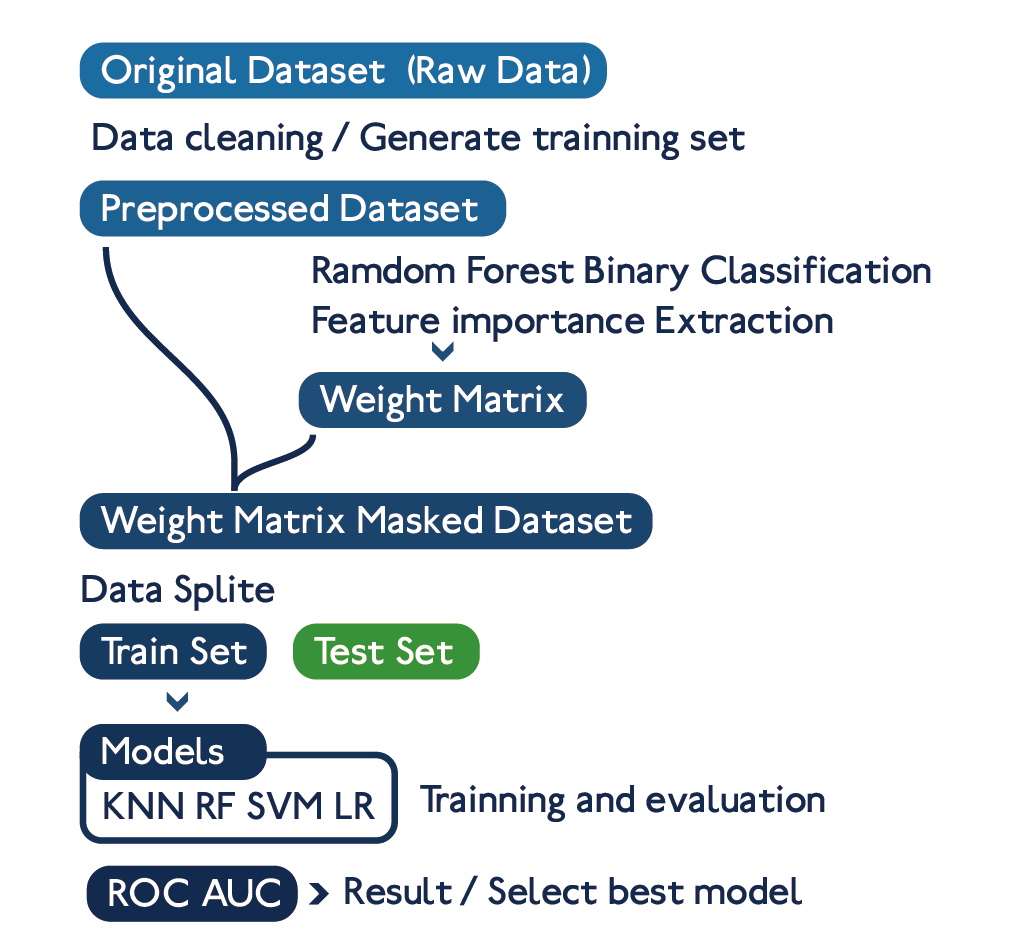 Original Dataset (Raw Data)
Data cleaning / Generate trainning set
Preprocessed Dataset
Ramdom Forest Binary Classification
Feature importance Extraction
Weight Matrix
Weight Matrix Masked Dataset
Data Splite
Train Set
Test Set
Models
KNN RF SVM LR
Trainning and evaluation
ROC AUC
Result / Select best model